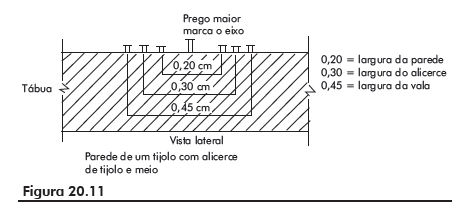 Prego maior
marca o eixo
0,20 cm
0,30 cm
0,45 cm
Tábua
0,20 = largura da parede
0,30 = largura do alicerce
0,45 = largura da vala
Vista lateral
Parede de um tijolo com alicerce
de tijolo e meio
Figura 20.11